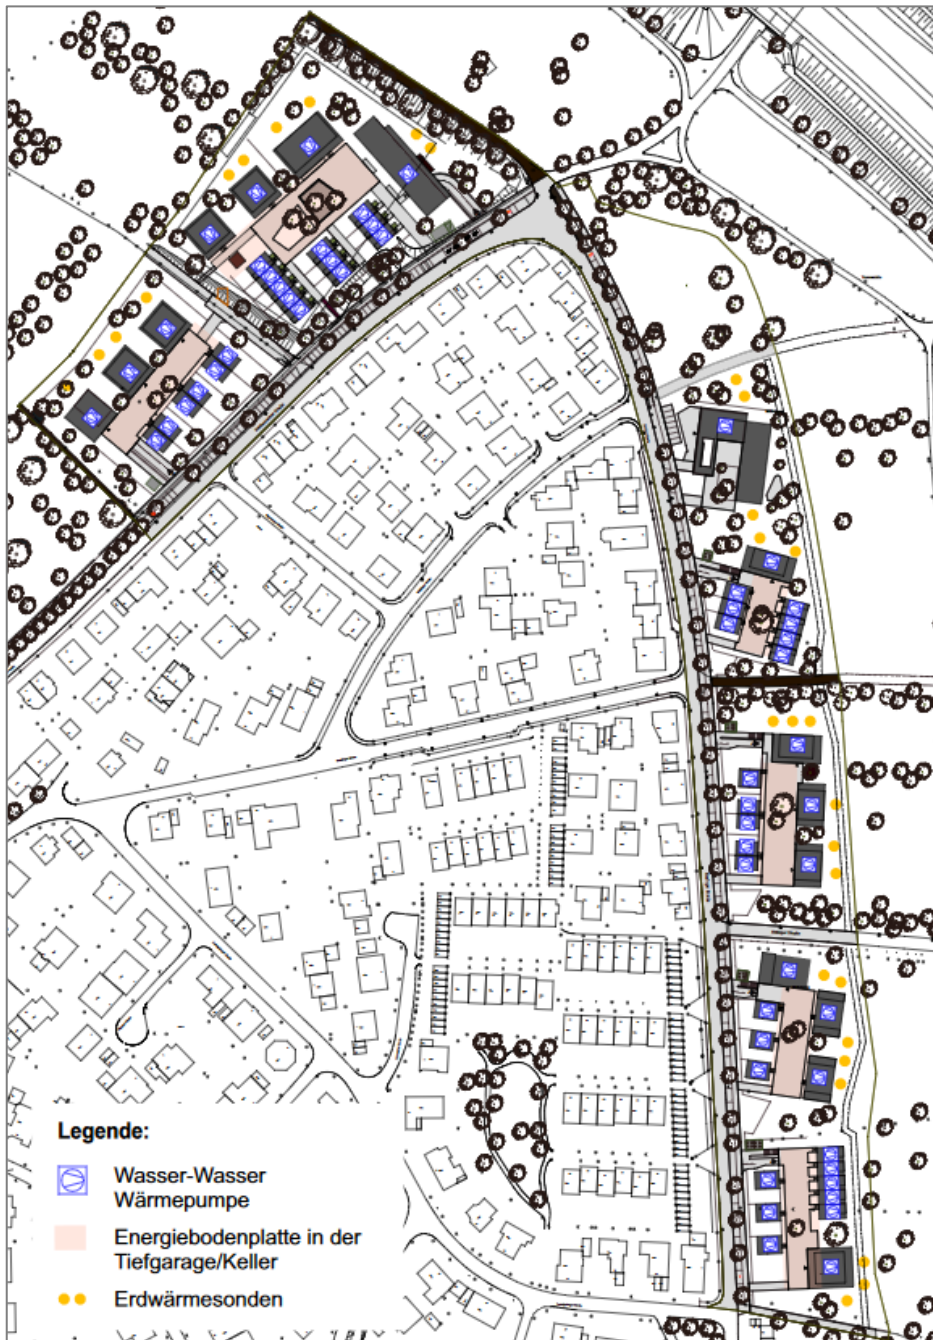 Legende:
Wasser-Wasser
Wärmepumpe
Energiebodenplatte in der
Tiefgarage/Keller
Erdwärmesonden